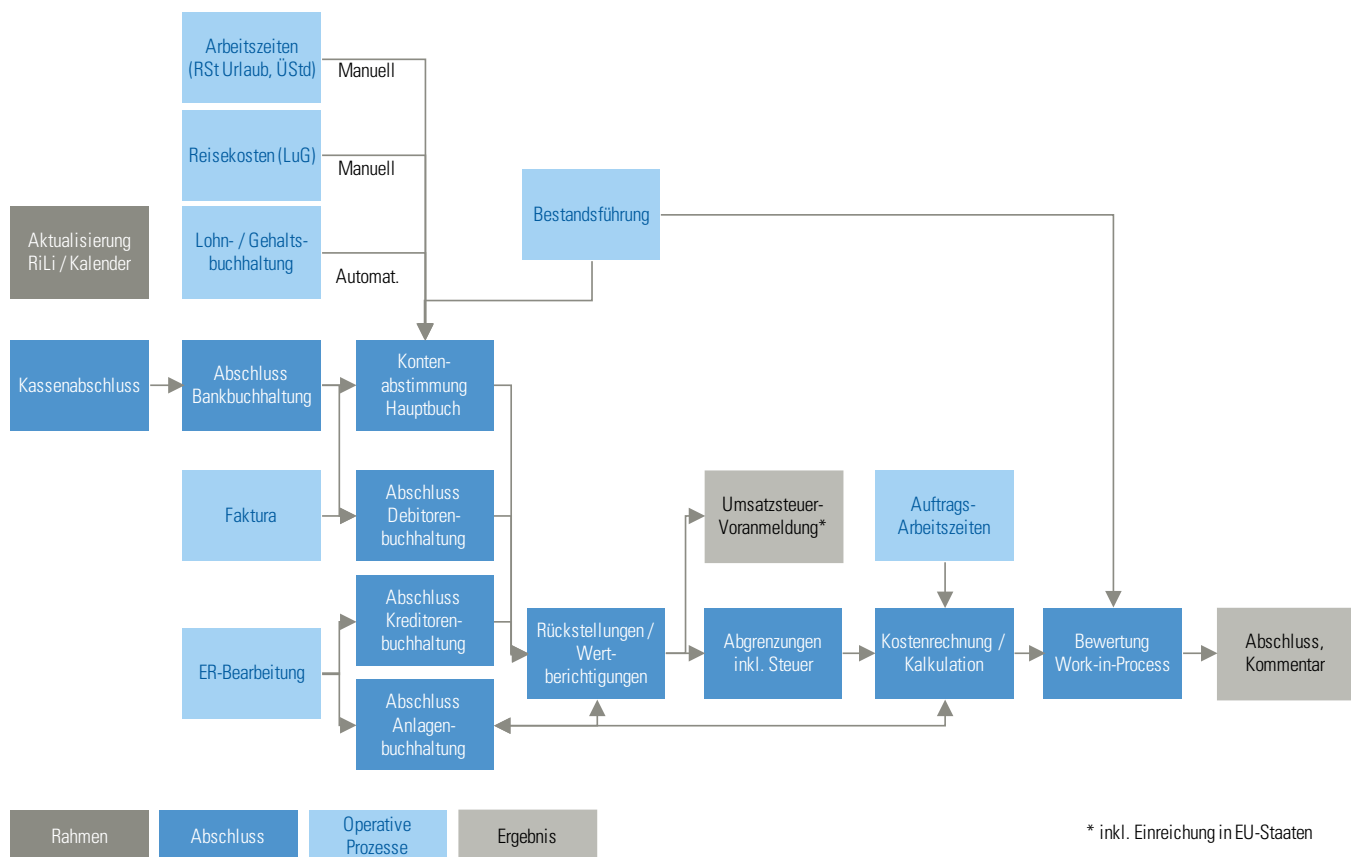 Arbeitszeiten
(RSt Urlaub, ÜStd)
Manuell
Reisekosten (LuG)
Manuell
Bestandsführung
Aktualisierung
RiLi / Kalender
Lohn- / Gehalts-
buchhaltung
Automat.
Kassenabschluss
Abschluss
Bankbuchhaltung
Konten-
abstimmung
Hauptbuch
Faktura
Abschluss
Debitoren-
buchhaltung
Umsatzsteuer-
Voranmeldung*
Auftrags-
Arbeitszeiten
ER-Bearbeitung
Abschluss
Kreditoren-
buchhaltung
Rückstellungen /
Wert-
berichtigungen
Abgrenzungen
inkl. Steuer
Kostenrechnung /
Kalkulation
Bewertung
Work-in-Process
Abschluss,
Kommentar
Abschluss
Anlagen-
buchhaltung
Rahmen
Abschluss
Operative
Prozesse
Ergebnis
* inkl. Einreichung in EU-Staaten